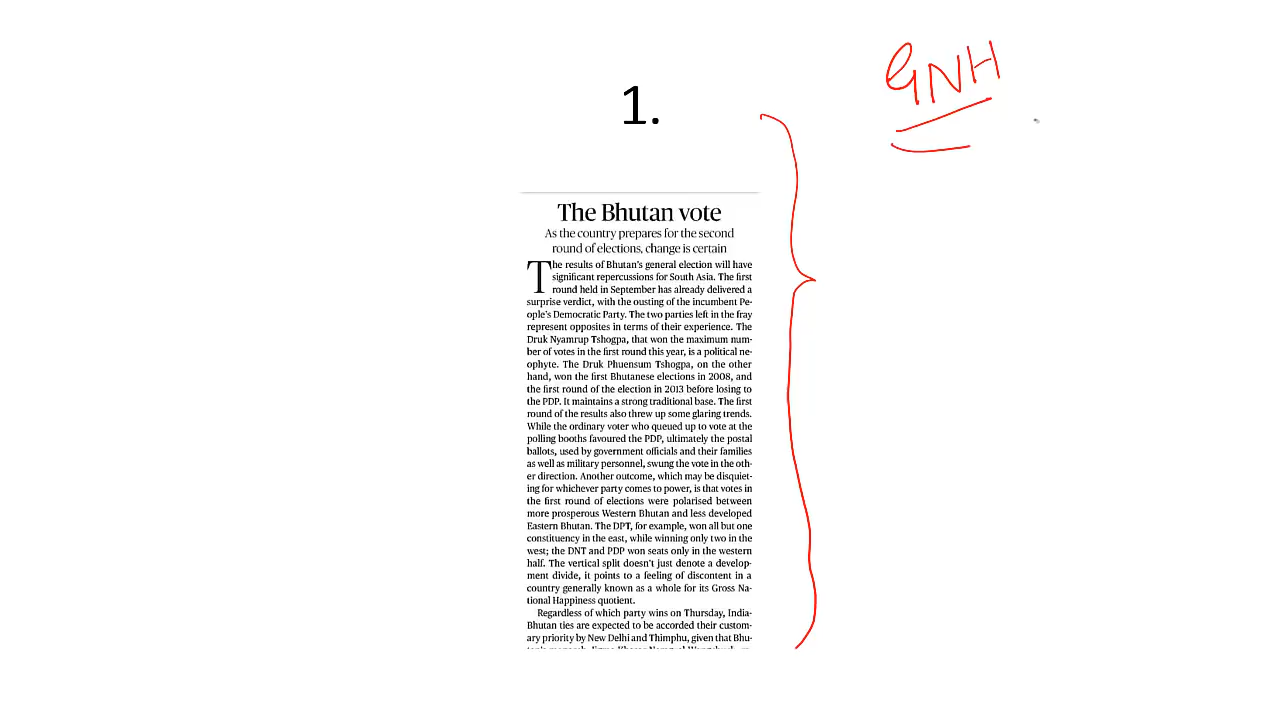 GNH
1.
The Bhutan vote
As the country prepares for the second
round of elections, change is certain
The results of Bhutan's general election will have
significant repercussions for South Asia. The first
round held in September has already delivered a
surprise verdict, with the ousting of the incumbent Pe-
ople's Democratic Party. The two parties left in the fray
represent opposites in terms of their experience. The
Druk Nyamrup Tshogpa, that won the maximum num-
ber of votes in the first round this year, is a political ne-
ophyte. The Druk Phuensum Tshogpa, on the other
hand, won the first Bhutanese elections in 2008, and
the first round of the election in 2013 before losing to
the PDP. It maintains a strong traditional base. The first
round of the results also threw up some glaring trends.
While the ordinary voter who queued up to vote at the
polling booths favoured the PDP, ultimately the postal
ballots, used by government officials and their families
as well as military personnel, swung the vote in the oth-
er direction. Another outcome, which may be disquiet-
ing for whichever party comes to power, is that votes in
the first round of elections were polarised between
more prosperous Western Bhutan and less developed
Eastern Bhutan. The DPT, for example, won all but one
constituency in the east, while winning only two in the
west; the DNT and PDP won seats only in the western
half. The vertical split doesn't just denote a develop-
ment divide, it points to a feeling of discontent in a
country generally known as a whole for its Gross Na-
tional Happiness quotient.
Regardless of which party wins on Thursday, India-
Bhutan ties are expected to be accorded their custom-
ary priority by New Delhi and Thimphu, given that Bhu-